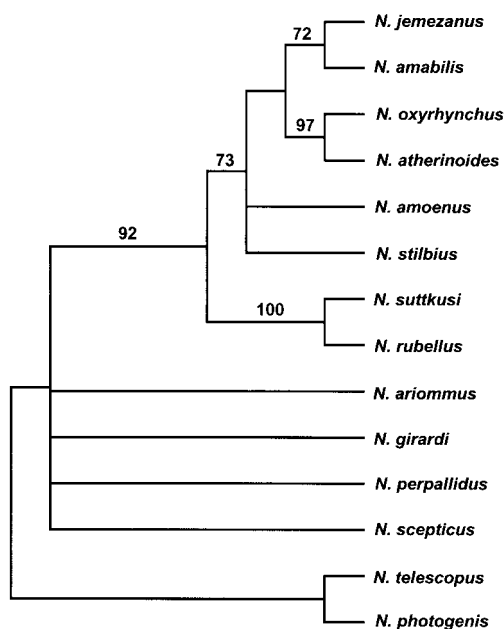 72
N. jemezanus
N. amabilis
N. oxyrhynchus
97
N. atherinoides
73
N. amoenus
92
N. stilbius
N. suttkusi
100
N. rubellus
N. ariommus
N. girardi
N. perpallidus
N. scepticus
N. telescopus
N. photogenis